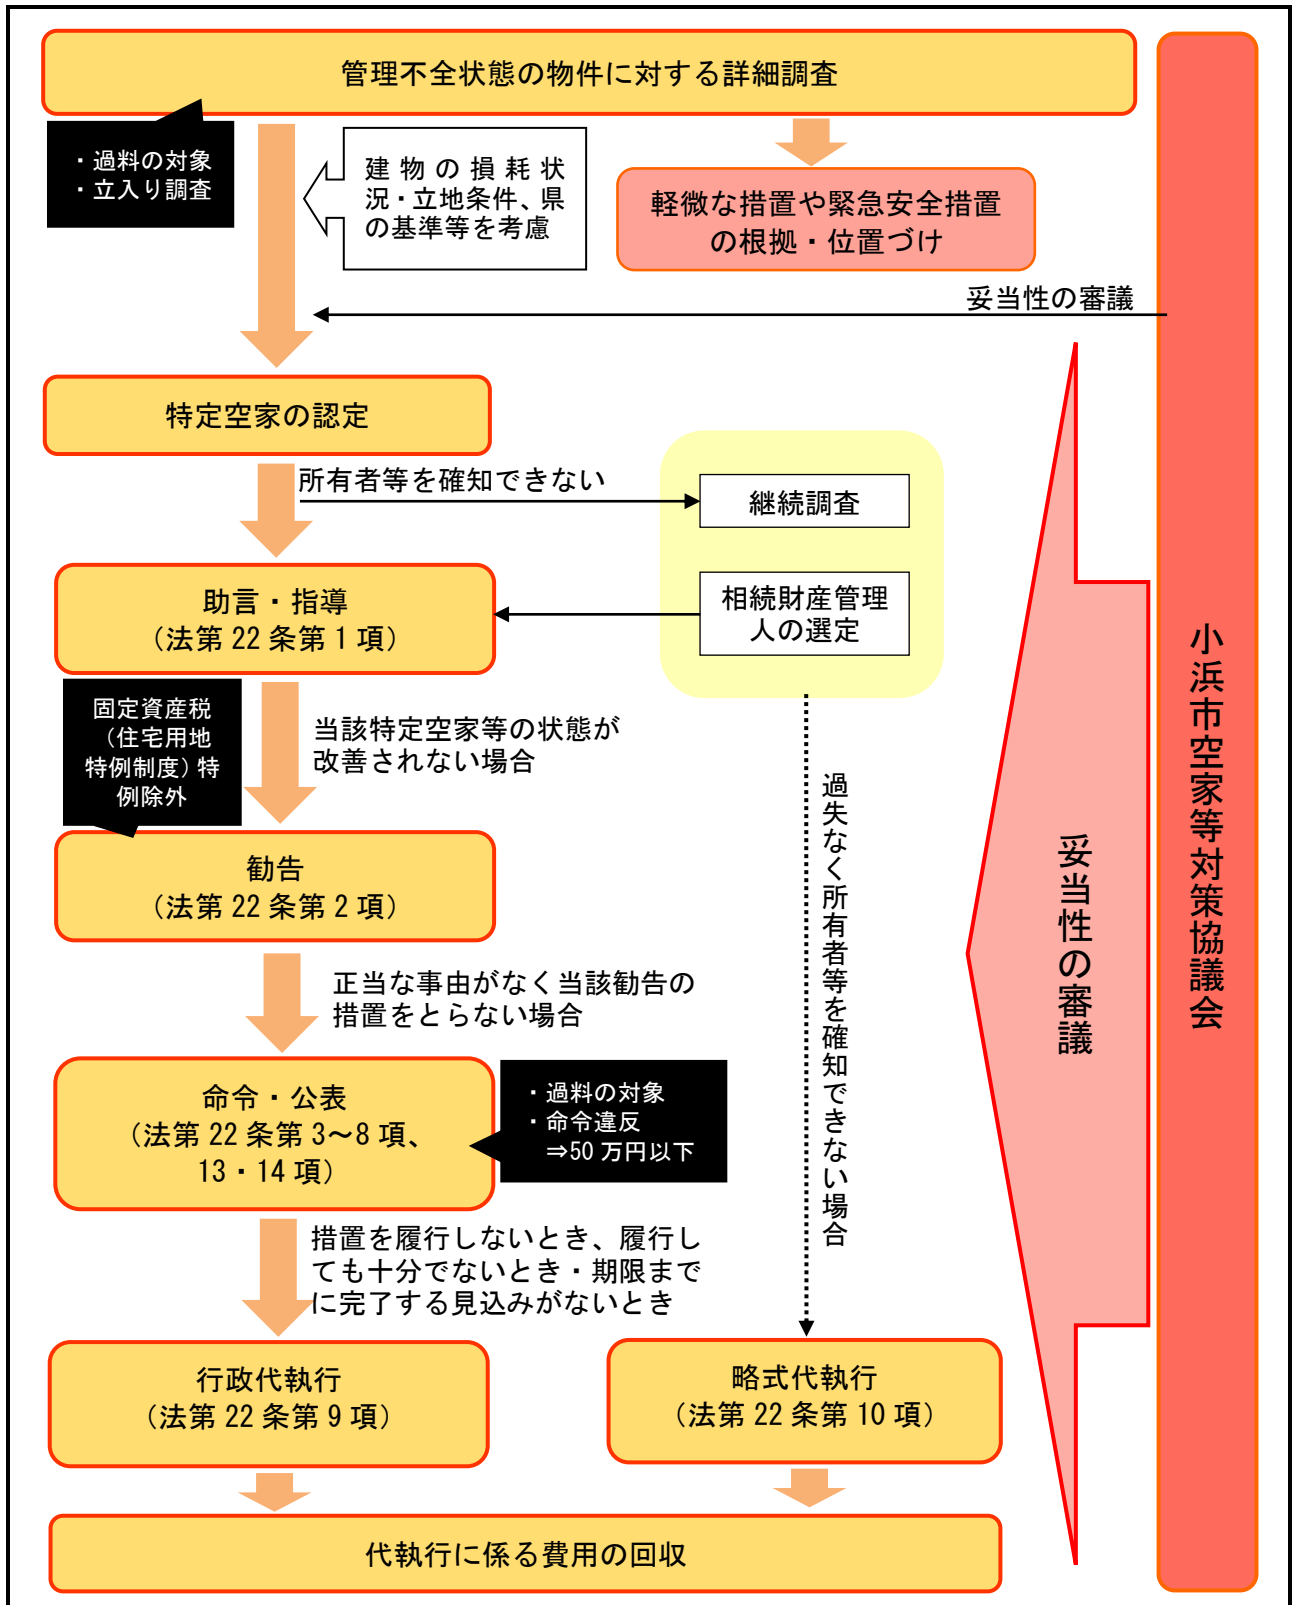 管理不全状態の物件に対する詳細調査
・過料の対象
・立入り調査
建物の損耗状
況・立地条件、県
の基準等を考慮
軽微な措置や緊急安全措置
の根拠・位置づけ
妥当性の審議
特定空家の認定
所有者等を確知できない
継続調査
助言・指導
（法第 22 条第 1 項）
相続財産管理
人の選定
固定資産税
（住宅用地
特例制度）特
例除外
当該特定空家等の状態が
改善されない場合
勧告
（法第 22 条第 2 項）
正当な事由がなく当該勧告の
措置をとらない場合
命令・公表
（法第 22 条第 3～8 項、
13・14 項）
・過料の対象
・命令違反
⇒50 万円以下
措置を履行しないとき、履行し
ても十分でないとき・期限まで
に完了する見込みがないとき
過失なく所有者等を確知できない場合
行政代執行
（法第 22 条第 9 項）
略式代執行
（法第 22 条第 10 項）
代執行に係る費用の回収
妥当性の審議
小浜市空家等対策協議会